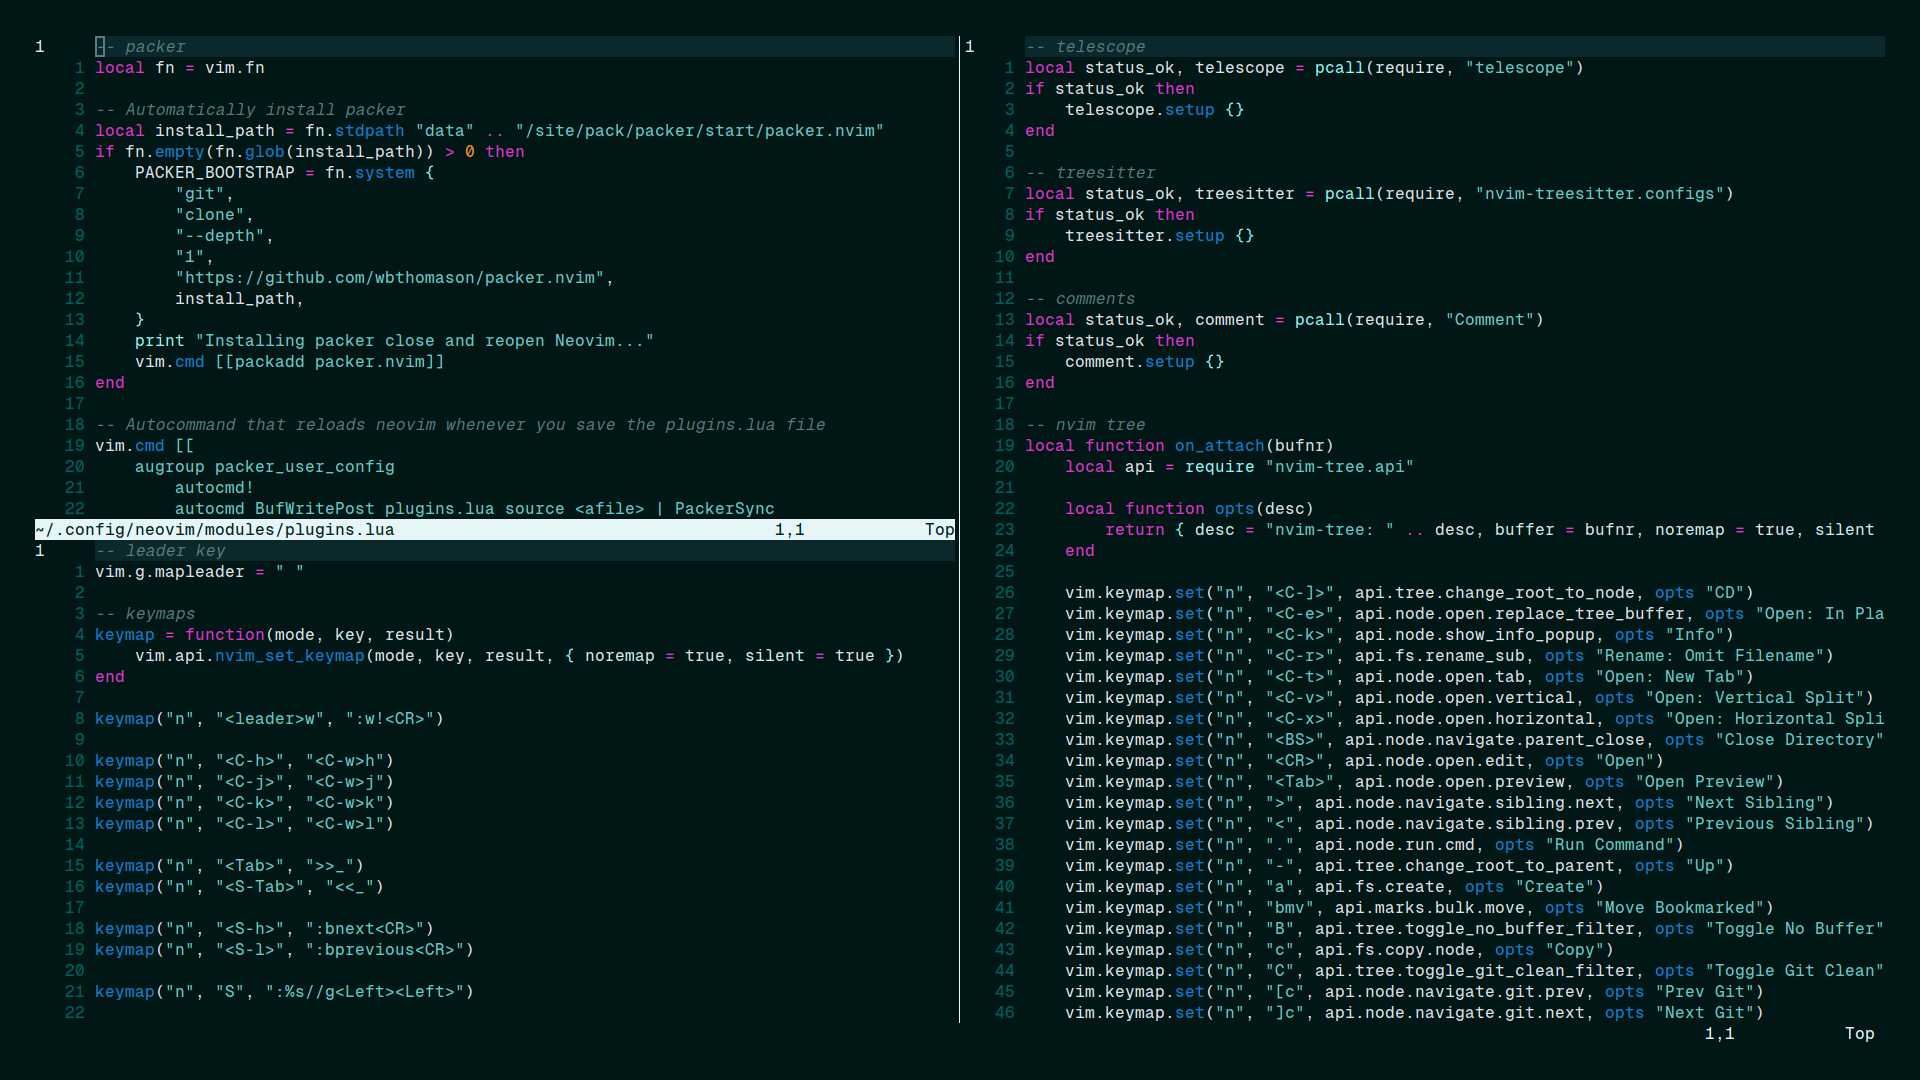 1 -- packer
1 local fn = vim.fn
2
3 -- Automatically install packer
4 local install_path = fn.stdpath "data" .. "/site/pack/packer/start/packer.nvim"
5 if fn.empty(fn.glob(install_path)) > 0 then
6 PACKER_BOOTSTRAP = fn.system {
7 "git",
8 "clone",
9 "--depth",
10 "1",
11 "https://github.com/wbthomason/packer.nvim",
12 install_path,
13 }
14 print "Installing packer close and reopen Neovim..."
15 vim.cmd [[packadd packer.nvim]]
16 end
17
18 -- Autocommand that reloads neovim whenever you save the plugins.lua file
19 vim.cmd [[
20 augroup packer_user_config
21 autocmd!
22 autocmd BufWritePost plugins.lua source <afile> | PackerSync
~/.config/neovim/modules/plugins.lua 1,1 Top
1 -- leader key
1 vim.g.mapleader = " "
2
3 -- keymaps
4 keymap = function(mode, key, result)
5 vim.api.nvim_set_keymap(mode, key, result, { noremap = true, silent = true })
6 end
7
8 keymap("n", "<leader>w", ":w!<CR>")
9
10 keymap("n", "<C-h>", "<C-w>h")
11 keymap("n", "<C-j>", "<C-w>j")
12 keymap("n", "<C-k>", "<C-w>k")
13 keymap("n", "<C-l>", "<C-w>l")
14
15 keymap("n", "<Tab>", ">>_")
16 keymap("n", "<S-Tab>", "<<_")
17
18 keymap("n", "<S-h>", ":bnext<CR>")
19 keymap("n", "<S-l>", ":bprevious<CR>")
20
21 keymap("n", "S", ":%s//g<Left><Left>")
22
1 -- telescope
1 local status_ok, telescope = pcall(require, "telescope")
2 if status_ok then
3 telescope.setup {}
4 end
5
6 -- treesitter
7 local status_ok, treesitter = pcall(require, "nvim-treesitter.configs")
8 if status_ok then
9 treesitter.setup {}
10 end
11
12 -- comments
13 local status_ok, comment = pcall(require, "Comment")
14 if status_ok then
15 comment.setup {}
16 end
17
18 -- nvim tree
19 local function on_attach(bufnr)
20 local api = require "nvim-tree.api"
21
22 local function opts(desc)
23 return { desc = "nvim-tree: " .. desc, buffer = bufnr, noremap = true, silent
24 end
25
26 vim.keymap.set("n", "<C-]>", api.tree.change_root_to_node, opts "CD")
27 vim.keymap.set("n", "<C-e>", api.node.open.replace_tree_buffer, opts "Open: In Pla
28 vim.keymap.set("n", "<C-k>", api.node.show_info_popup, opts "Info")
29 vim.keymap.set("n", "<C-r>", api.fs.rename_sub, opts "Rename: Omit Filename")
30 vim.keymap.set("n", "<C-t>", api.node.open.tab, opts "Open: New Tab")
31 vim.keymap.set("n", "<C-v>", api.node.open.vertical, opts "Open: Vertical Split")
32 vim.keymap.set("n", "<C-x>", api.node.open.horizontal, opts "Open: Horizontal Spli
33 vim.keymap.set("n", "<BS>", api.node.navigate.parent_close, opts "Close Directory"
34 vim.keymap.set("n", "<CR>", api.node.open.edit, opts "Open")
35 vim.keymap.set("n", "<Tab>", api.node.open.preview, opts "Open Preview")
36 vim.keymap.set("n", ">", api.node.navigate.sibling.next, opts "Next Sibling")
37 vim.keymap.set("n", "<", api.node.navigate.sibling.prev, opts "Previous Sibling")
38 vim.keymap.set("n", ".", api.node.run.cmd, opts "Run Command")
39 vim.keymap.set("n", "-", api.tree.change_root_to_parent, opts "Up")
40 vim.keymap.set("n", "a", api.fs.create, opts "Create")
41 vim.keymap.set("n", "bmv", api.marks.bulk.move, opts "Move Bookmarked")
42 vim.keymap.set("n", "B", api.tree.toggle_no_buffer_filter, opts "Toggle No Buffer"
43 vim.keymap.set("n", "c", api.fs.copy.node, opts "Copy")
44 vim.keymap.set("n", "C", api.tree.toggle_git_clean_filter, opts "Toggle Git Clean"
45 vim.keymap.set("n", "[c", api.node.navigate.git.prev, opts "Prev Git")
46 vim.keymap.set("n", "]c", api.node.navigate.git.next, opts "Next Git")
1,1 Top